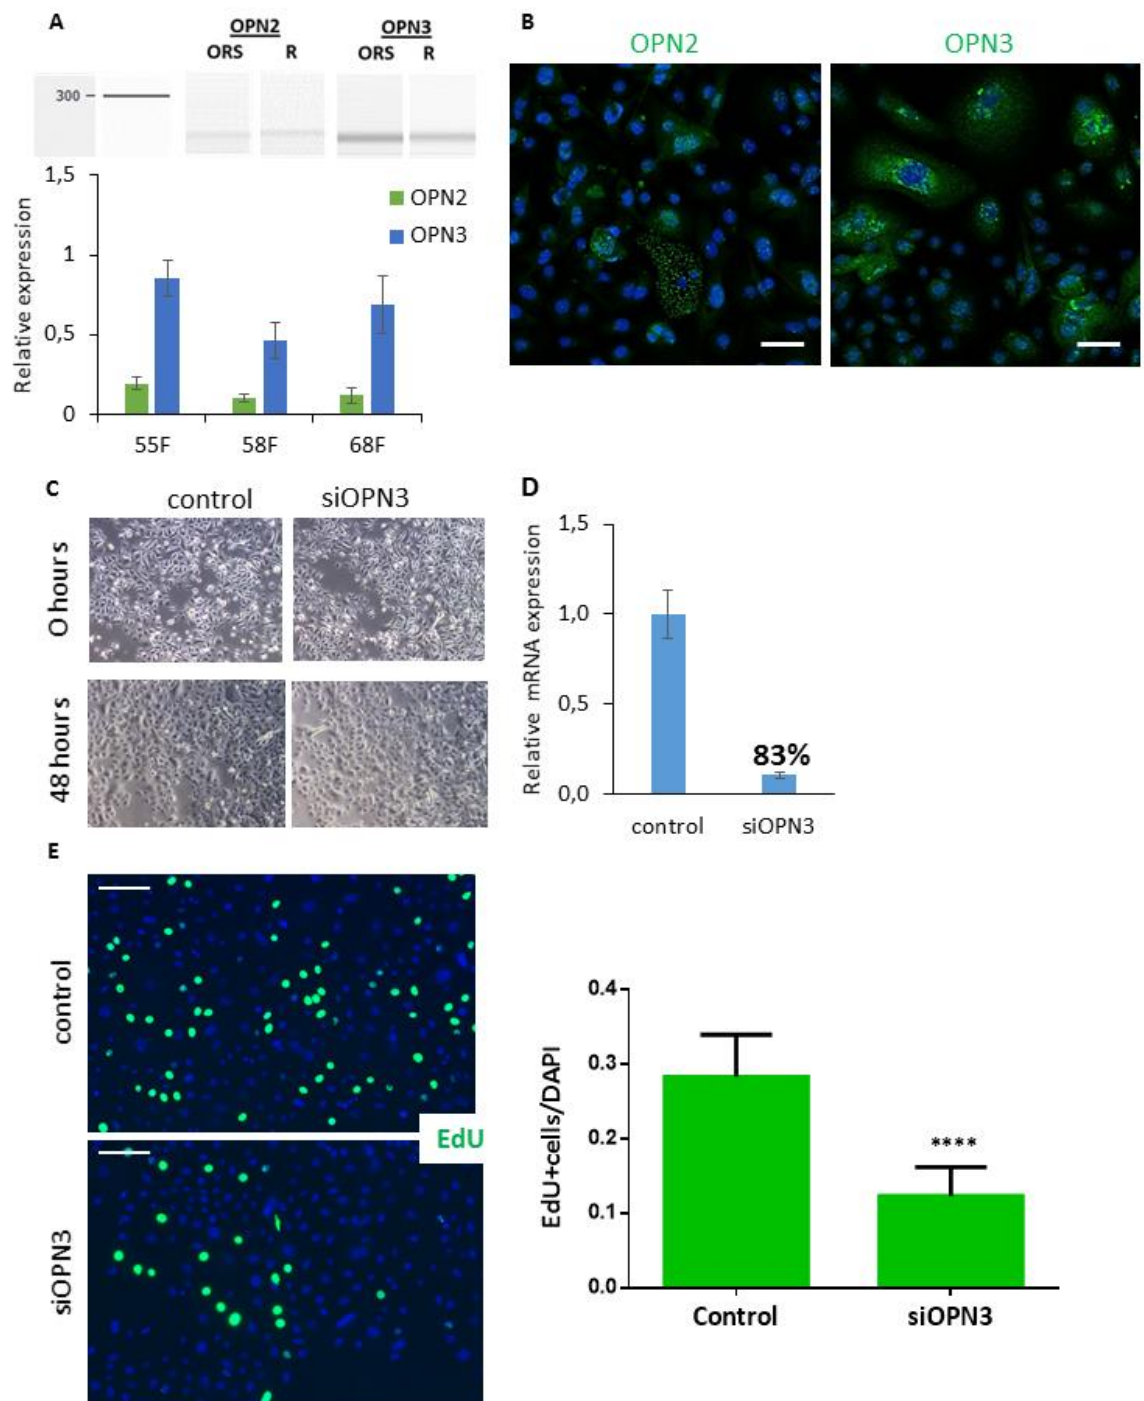 A
OPN2 OPN3
ORS R ORS R
300
1,5
1
0,5
0
Relative expression
OPN2
OPN3
55F 58F 68F
B
OPN2 OPN3
C
control siOPN3
0 hours
48 hours
D
1,5
1,0
0,5
0,0
Relative mRNA expression
83%
control siOPN3
E
control
EdU
siOPN3
0.4
0.3
0.2
0.1
0.0
EdU+cells/DAPI
****
Control siOPN3